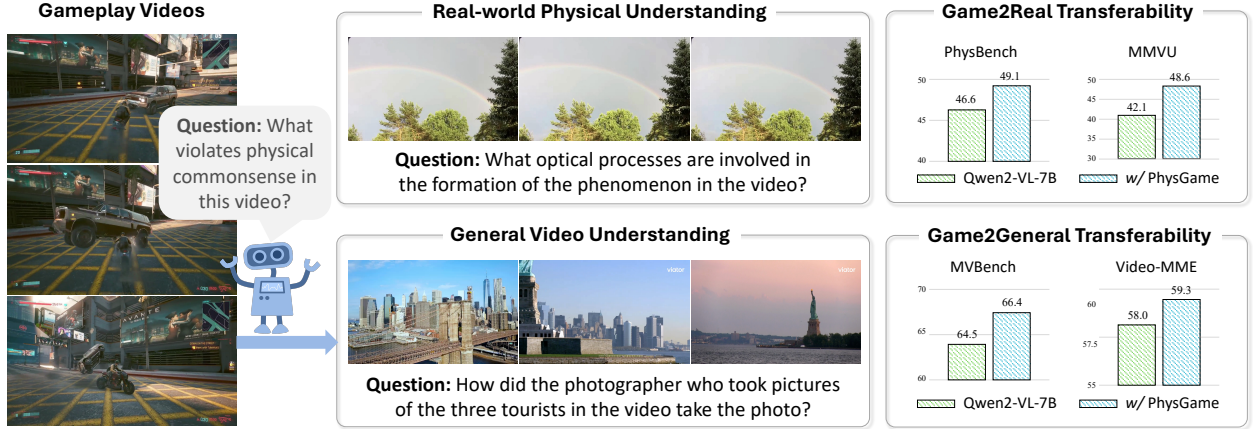 Gameplay Videos
AVANTE
Question: What
violates physical
commonsense in
this video?
Real-world Physical Understanding
Question: What optical processes are involved in
the formation of the phenomenon in the video?
General Video Understanding
viator
viator
Question: How did the photographer who took pictures
of the three tourists in the video take the photo?
Game2Real Transferability
PhysBench
50
45
40
46.6
49.1
MMVU
50
45
40
35
30
42.1
48.6
Qwen2-VL-7B
w/ PhysGame
Game2General Transferability
MVBench
70
65
60
64.5
66.4
Video-MME
60
57.5
55
58.0
59.3
Qwen2-VL-7B
w/ PhysGame